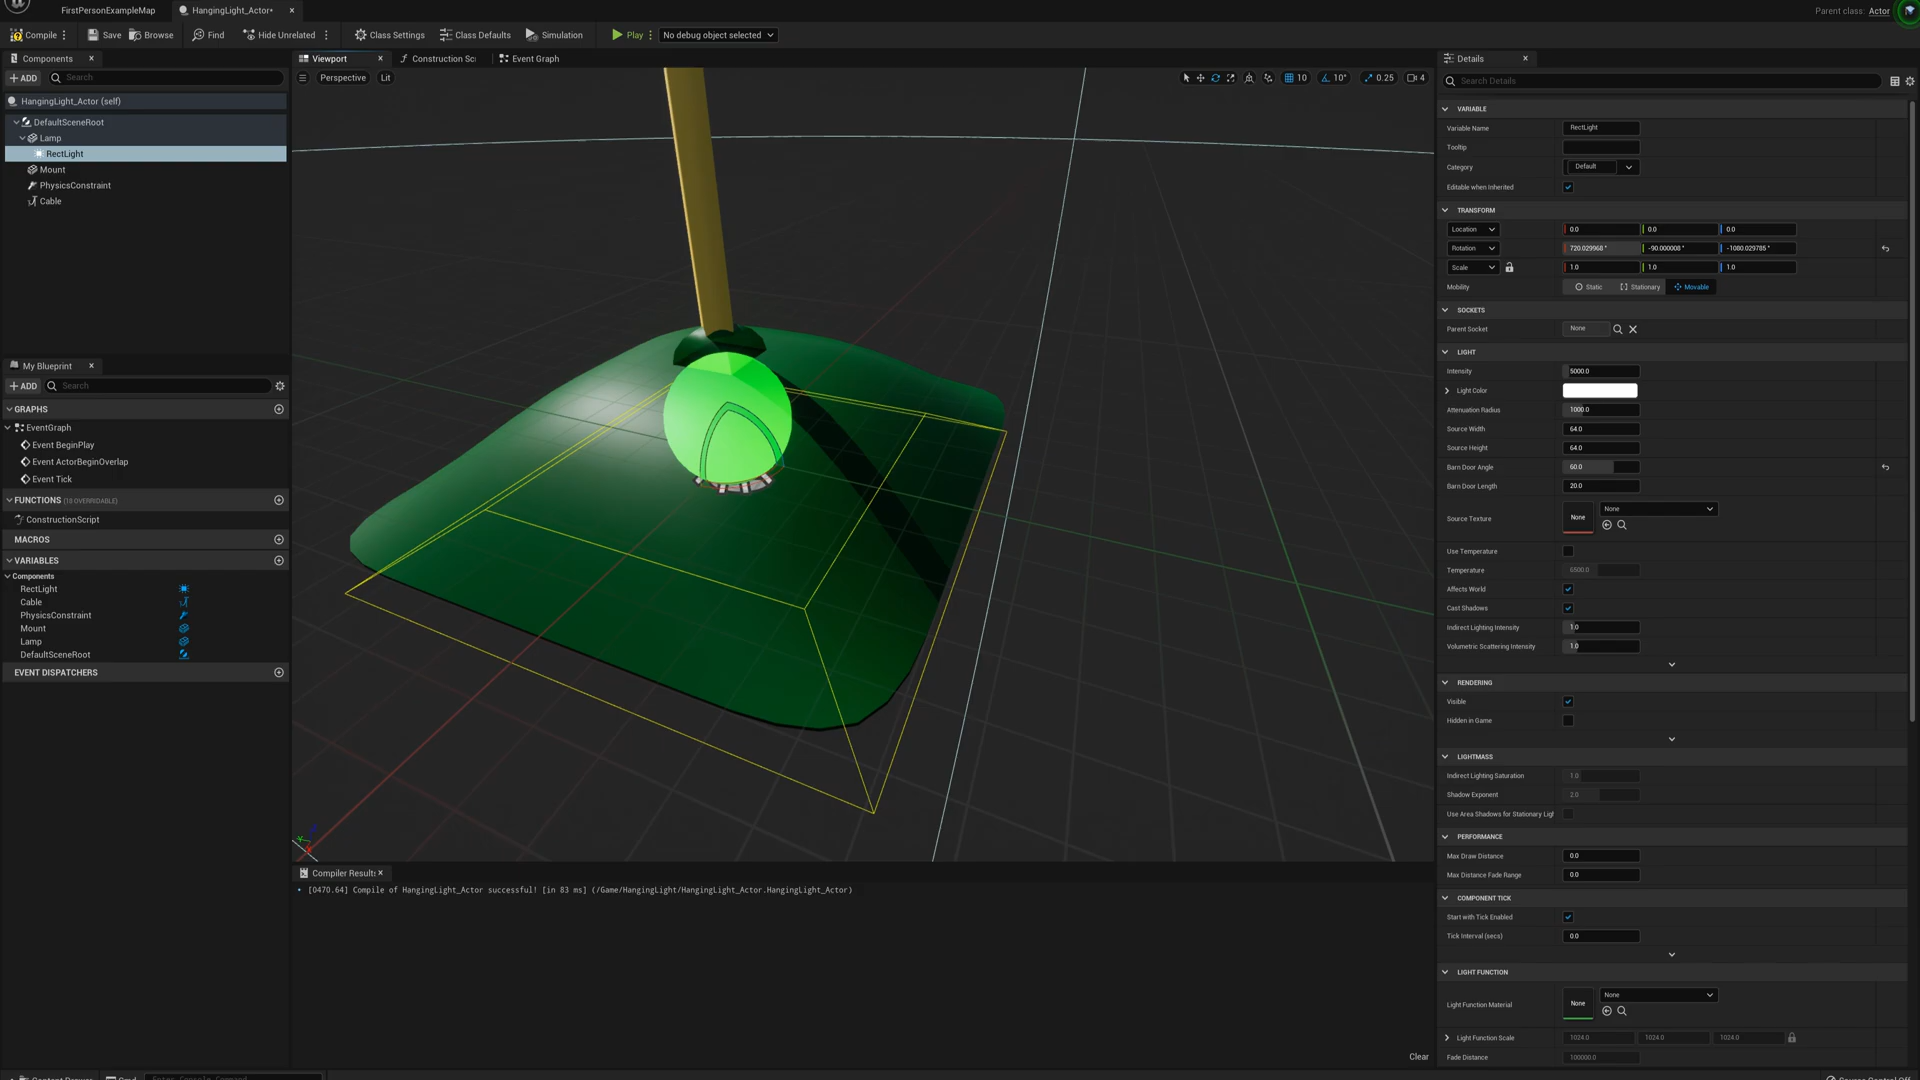 FirstPersonExampleMap
HangingLight_Actor*
Parent class: Actor
Compile
Save
Browse
Find
Hide Unrelated
Class Settings
Class Defaults
Simulation
Play
No debug object selected
Components
ADD
Search
HangingLight_Actor (self)
DefaultSceneRoot
Lamp
RectLight
Mount
PhysicsConstraint
Cable
My Blueprint
ADD
Search
GRAPHS
EventGraph
Event BeginPlay
Event ActorBeginOverlap
Event Tick
FUNCTIONS (18 OVERRIDABLE)
ConstructionScript
MACROS
VARIABLES
Components
RectLight
Cable
PhysicsConstraint
Mount
Lamp
DefaultSceneRoot
EVENT DISPATCHERS
Viewport
Construction Sc
Event Graph
Perspective
Lit
10
10°
0.25
4
Compiler Results
[0470.64] Compile of HangingLight_Actor successful! [in 83 ms] (/Game/HangingLight/HangingLight_Actor.HangingLight_Actor)
Clear
Details
Search Details
VARIABLE
Variable Name RectLight
Tooltip
Category Default
Editable when Inherited
TRANSFORM
Location 0.0 0.0 0.0
Rotation 720.029968 ° -90.000008 ° -1080.029785 °
Scale 1.0 1.0 1.0
Mobility Static Stationary Movable
SOCKETS
Parent Socket None
LIGHT
Intensity 5000.0
Light Color
Attenuation Radius 1000.0
Source Width 64.0
Source Height 64.0
Barn Door Angle 60.0
Barn Door Length 20.0
Source Texture None None
Use Temperature
Temperature 6500.0
Affects World
Cast Shadows
Indirect Lighting Intensity 1.0
Volumetric Scattering Intensity 1.0
RENDERING
Visible
Hidden in Game
LIGHTMASS
Indirect Lighting Saturation 1.0
Shadow Exponent 2.0
Use Area Shadows for Stationary Ligh
PERFORMANCE
Max Draw Distance 0.0
Max Distance Fade Range 0.0
COMPONENT TICK
Start with Tick Enabled
Tick Interval (secs) 0.0
LIGHT FUNCTION
Light Function Material None None
Light Function Scale 1024.0 1024.0 1024.0
Fade Distance 100000.0